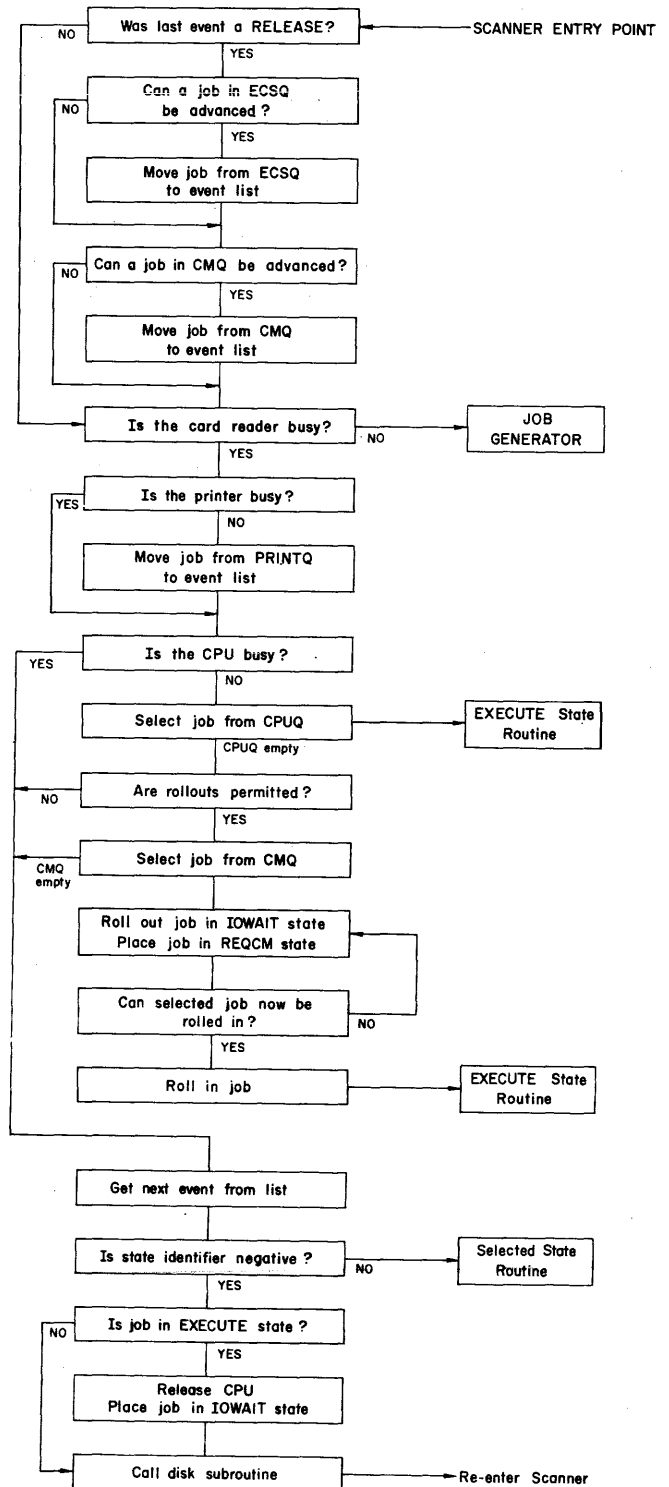 Was last event a RELEASE?
SCANNER ENTRY POINT
NO
YES
Can a job in ECSQ
be advanced?
NO
YES
Move job from ECSQ
to event list
Can a job in CMQ be advanced?
NO
YES
Move job from CMQ
to event list
Is the card reader busy?
NO
JOB
GENERATOR
YES
Is the printer busy?
YES
NO
Move job from PRINTQ
to event list
Is the CPU busy?
YES
NO
Select job from CPUQ
EXECUTE State
Routine
CPUQ empty
Are rollouts permitted?
NO
YES
Select job from CMQ
CMQ
empty
Roll out job in IOWAIT state
Place job in REQCM state
Can selected job now be
rolled in?
NO
YES
Roll in job
EXECUTE State
Routine
Get next event from list
Is state identifier negative?
NO
Selected State
Routine
YES
Is job in EXECUTE state?
NO
YES
Release CPU
Place job in IOWAIT state
Call disk subroutine
Re-enter Scanner